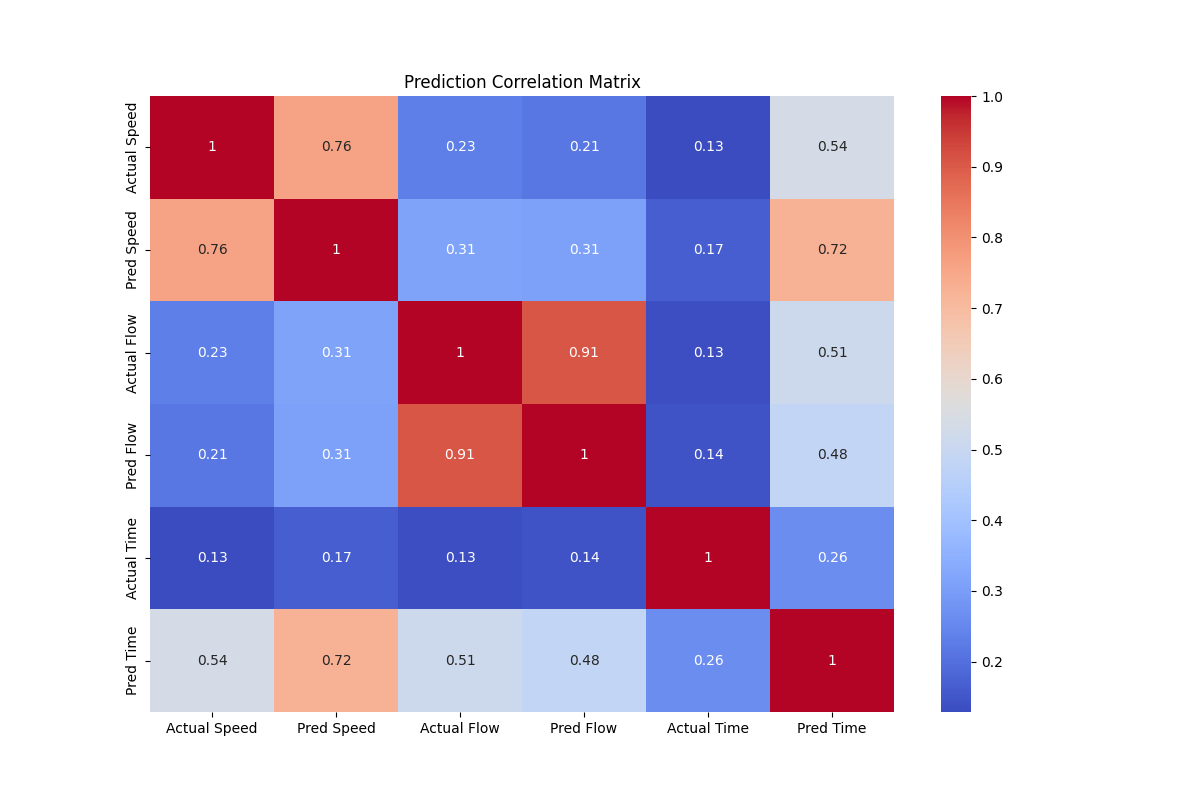 Prediction Correlation Matrix
Actual Speed 1 0.76 0.23 0.21 0.13 0.54
Pred Speed 0.76 1 0.31 0.31 0.17 0.72
Actual Flow 0.23 0.31 1 0.91 0.13 0.51
Pred Flow 0.21 0.31 0.91 1 0.14 0.48
Actual Time 0.13 0.17 0.13 0.14 1 0.26
Pred Time 0.54 0.72 0.51 0.48 0.26 1
Actual Speed Pred Speed Actual Flow Pred Flow Actual Time Pred Time
1.0
0.9
0.8
0.7
0.6
0.5
0.4
0.3
0.2